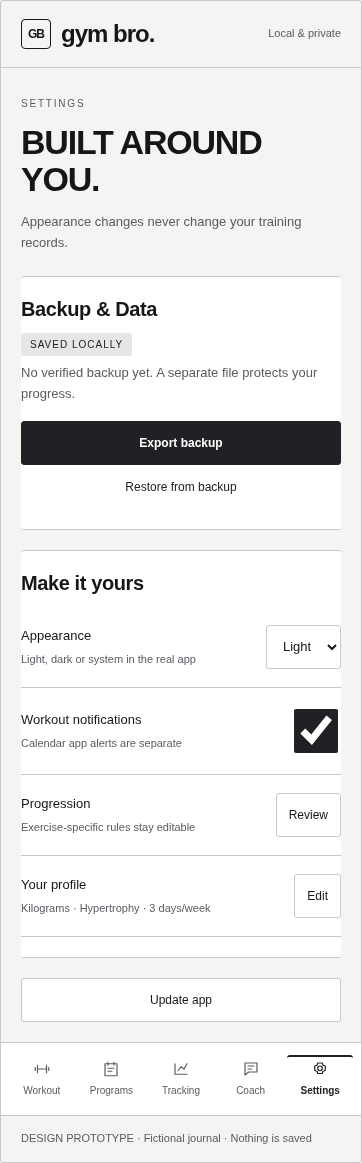 GB gym bro. Local & private
SETTINGS
BUILT AROUND
YOU.
Appearance changes never change your training
records.
Backup & Data
SAVED LOCALLY
No verified backup yet. A separate file protects your
progress.
Export backup
Restore from backup
Make it yours
Appearance
Light, dark or system in the real app
Light
Workout notifications
Calendar app alerts are separate
Progression
Exercise-specific rules stay editable
Review
Your profile
Kilograms · Hypertrophy · 3 days/week
Edit
Update app
Workout Programs Tracking Coach Settings
DESIGN PROTOTYPE · Fictional journal · Nothing is saved